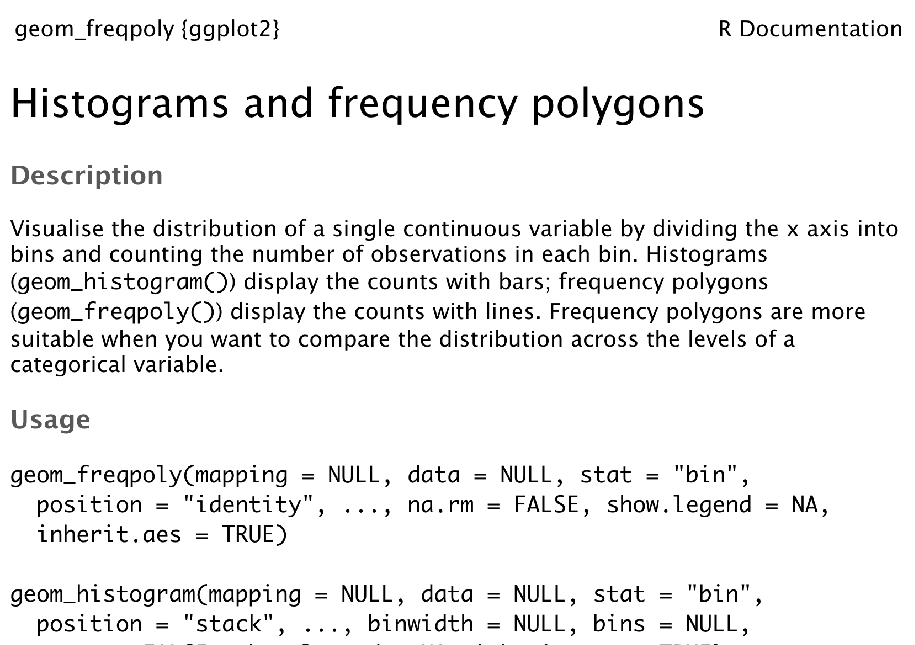 geom_freqpoly {ggplot2} R Documentation
Histograms and frequency polygons
Description
Visualise the distribution of a single continuous variable by dividing the x axis into
bins and counting the number of observations in each bin. Histograms
(geom_histogram()) display the counts with bars; frequency polygons
(geom_freqpoly()) display the counts with lines. Frequency polygons are more
suitable when you want to compare the distribution across the levels of a
categorical variable.
Usage
geom_freqpoly(mapping = NULL, data = NULL, stat = "bin",
position = "identity", ..., na.rm = FALSE, show.legend = NA,
inherit.aes = TRUE)
geom_histogram(mapping = NULL, data = NULL, stat = "bin",
position = "stack", ..., binwidth = NULL, bins = NULL,